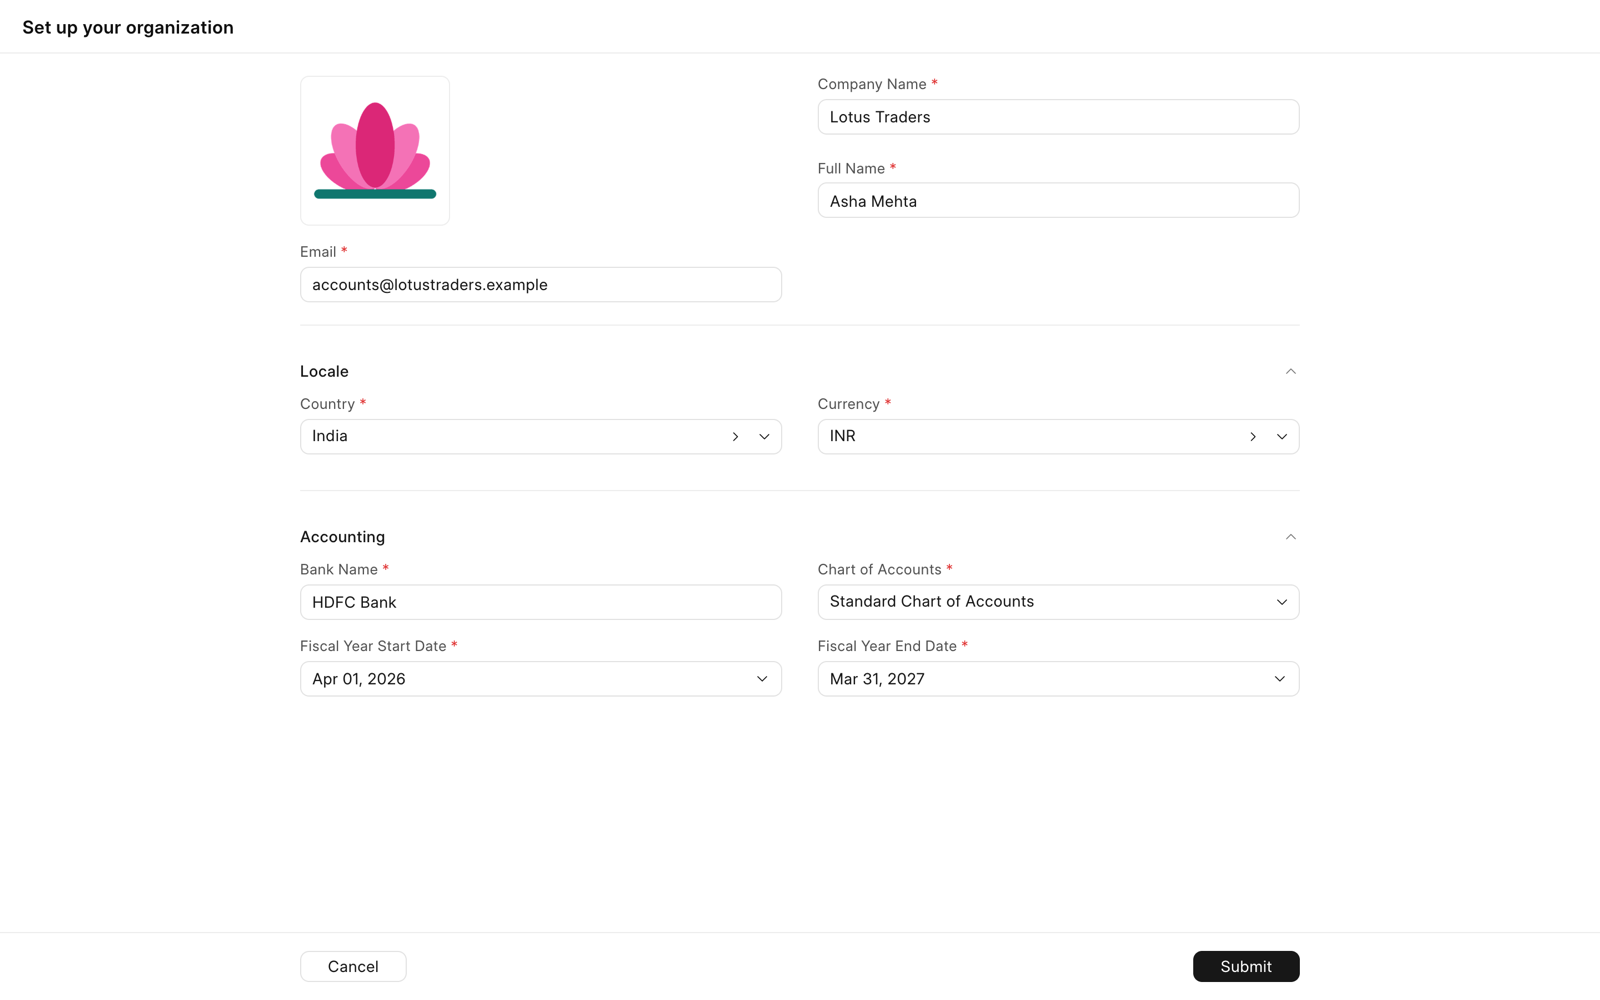 Set up your organization
Company Name *
Lotus Traders
Full Name *
Asha Mehta
Email *
accounts@lotustraders.example
Locale
Country *
India
Currency *
INR
Accounting
Bank Name *
HDFC Bank
Chart of Accounts *
Standard Chart of Accounts
Fiscal Year Start Date *
Apr 01, 2026
Fiscal Year End Date *
Mar 31, 2027
Cancel
Submit